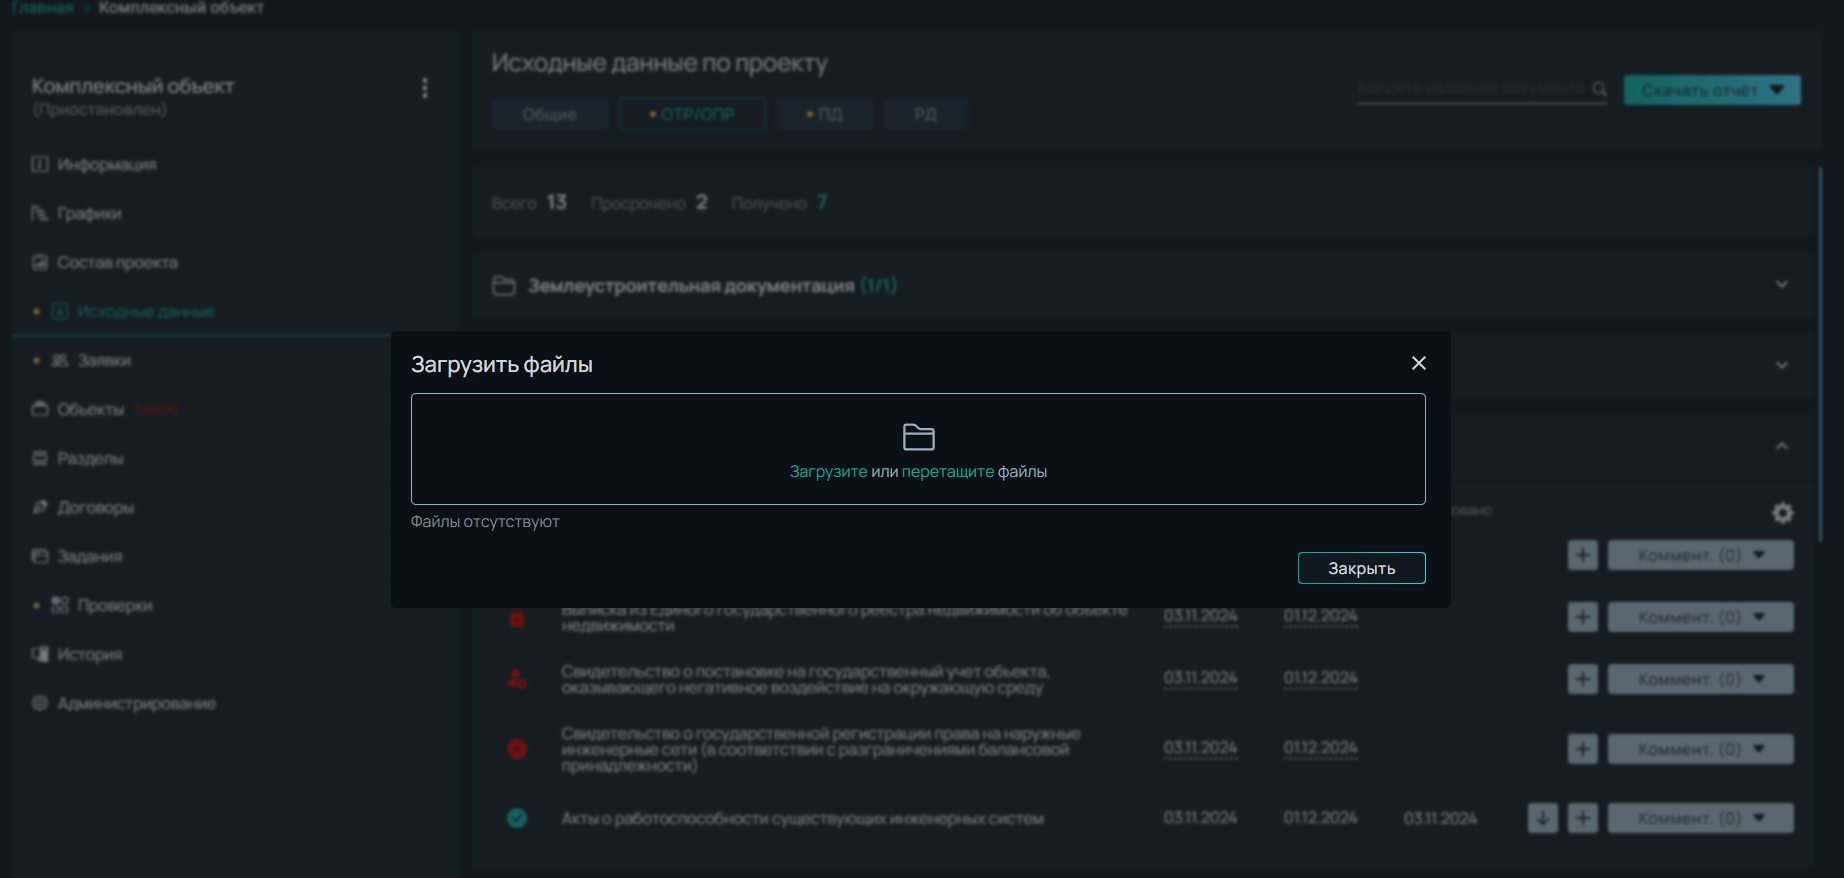 Главная › Комплексный объект
Комплексный объект
(Приостановлен)
Информация
Графики
Состав проекта
Исходные данные
Заявки
Объекты
Разделы
Договоры
Задания
Проверки
История
Администрирование
Исходные данные по проекту
Введите название документа
Скачать отчёт
Общие
ОТР/ОПР
ПД
РД
Всего 13 Просрочено 2 Получено 7
Землеустроительная документация (1/1)
Загрузить файлы
Загрузите или перетащите файлы
Файлы отсутствуют
Закрыть
Коммент. (0)
Выписка из Единого государственного реестра недвижимости об объекте
недвижимости
03.11.2024 01.12.2024 Коммент. (0)
Свидетельство о постановке на государственный учет объекта,
оказывающего негативное воздействие на окружающую среду
03.11.2024 01.12.2024 Коммент. (0)
Свидетельство о государственной регистрации права на наружные
инженерные сети (в соответствии с разграничениями балансовой
принадлежности)
03.11.2024 01.12.2024 Коммент. (0)
Акты о работоспособности существующих инженерных систем
03.11.2024 01.12.2024 03.11.2024 Коммент. (0)